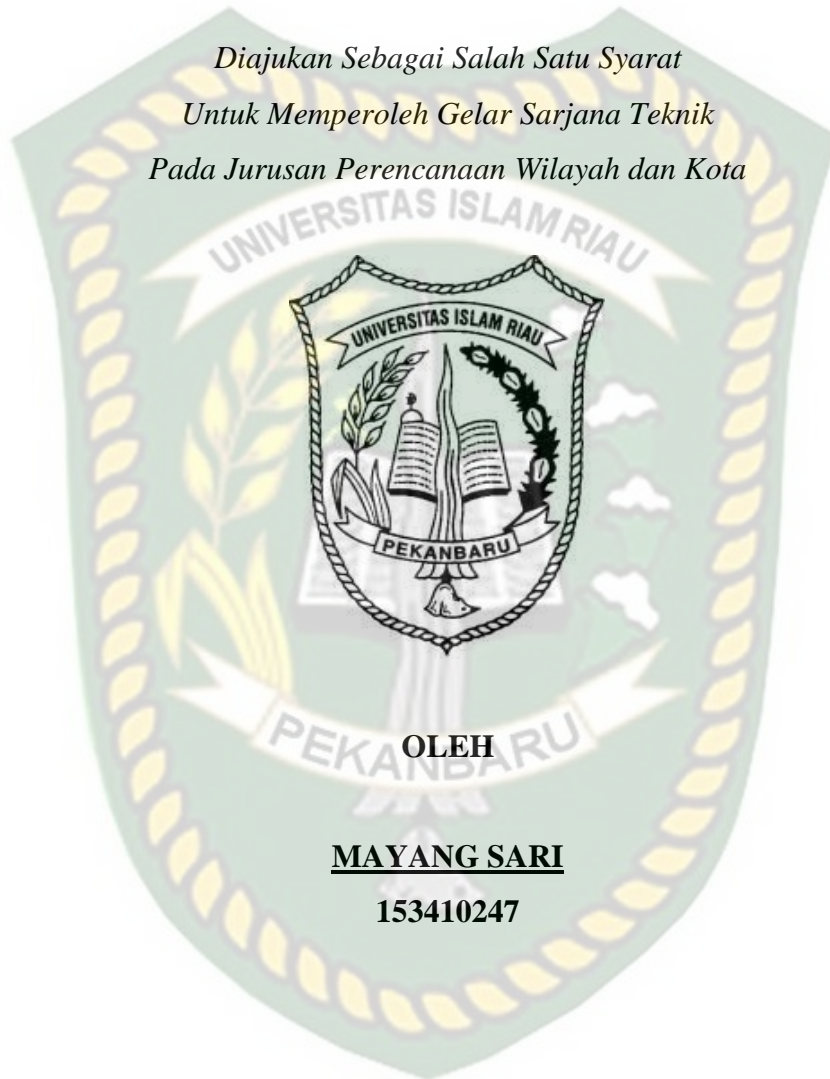 Diajukan Sebagai Salah Satu Syarat
Untuk Memperoleh Gelar Sarjana Teknik
Pada Jurusan Perencanaan Wilayah dan Kota
UNIVERSITAS ISLAM RIAU
UNIVERSITAS ISLAM RIAU
PEKANBARU
PEKANBARU
OLEH
MAYANG SARI
153410247